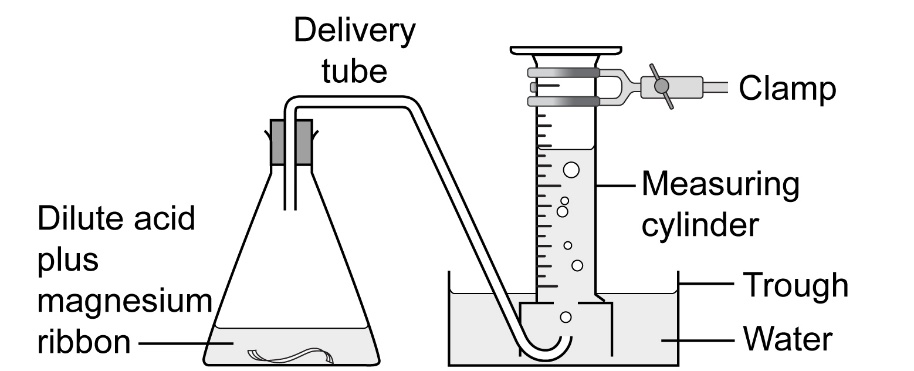 Delivery
tube
Clamp
Measuring
cylinder
Dilute acid
plus
magnesium
ribbon
Trough
Water